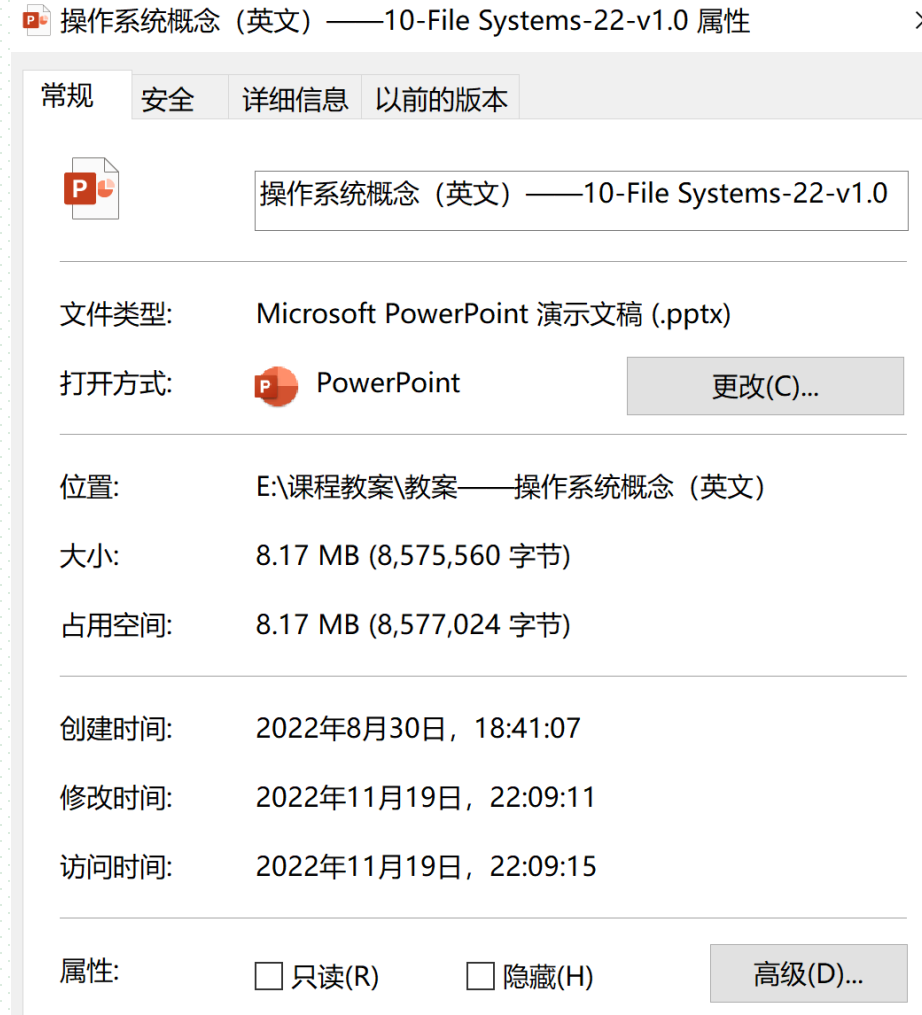 操作系统概念（英文）——10-File Systems-22-v1.0 属性
常规 安全 详细信息 以前的版本
操作系统概念（英文）——10-File Systems-22-v1.0
文件类型: Microsoft PowerPoint 演示文稿 (.pptx)
打开方式: PowerPoint 更改(C)...
位置: E:\课程教案\教案——操作系统概念（英文）
大小: 8.17 MB (8,575,560 字节)
占用空间: 8.17 MB (8,577,024 字节)
创建时间: 2022年8月30日，18:41:07
修改时间: 2022年11月19日，22:09:11
访问时间: 2022年11月19日，22:09:15
属性: 只读(R) 隐藏(H) 高级(D)...